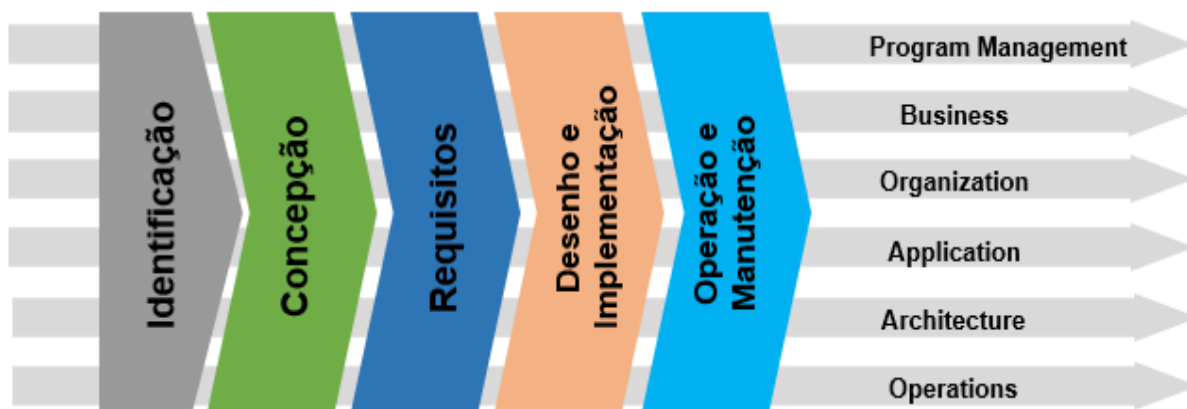 Identificação
Concepção
Requisitos
Desenho e
Implementação
Operação e
Manutenção
Program Management
Business
Organization
Application
Architecture
Operations